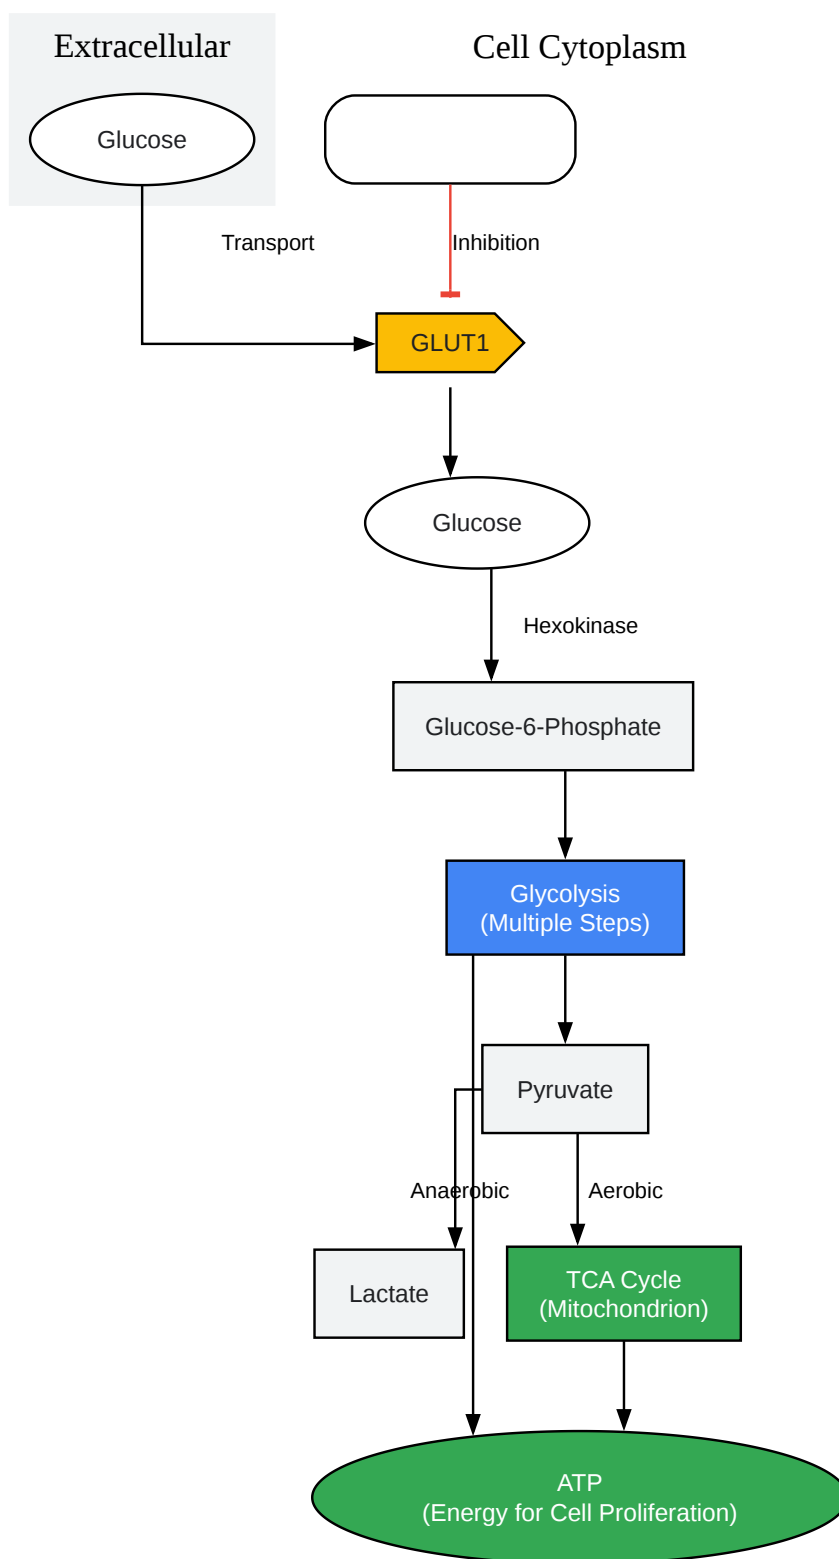 Extracellular
Cell Cytoplasm
Glucose
Transport
Inhibition
GLUT1
Glucose
Hexokinase
Glucose-6-Phosphate
Glycolysis
(Multiple Steps)
Pyruvate
Anaerobic
Aerobic
Lactate
TCA Cycle
(Mitochondrion)
ATP
(Energy for Cell Proliferation)